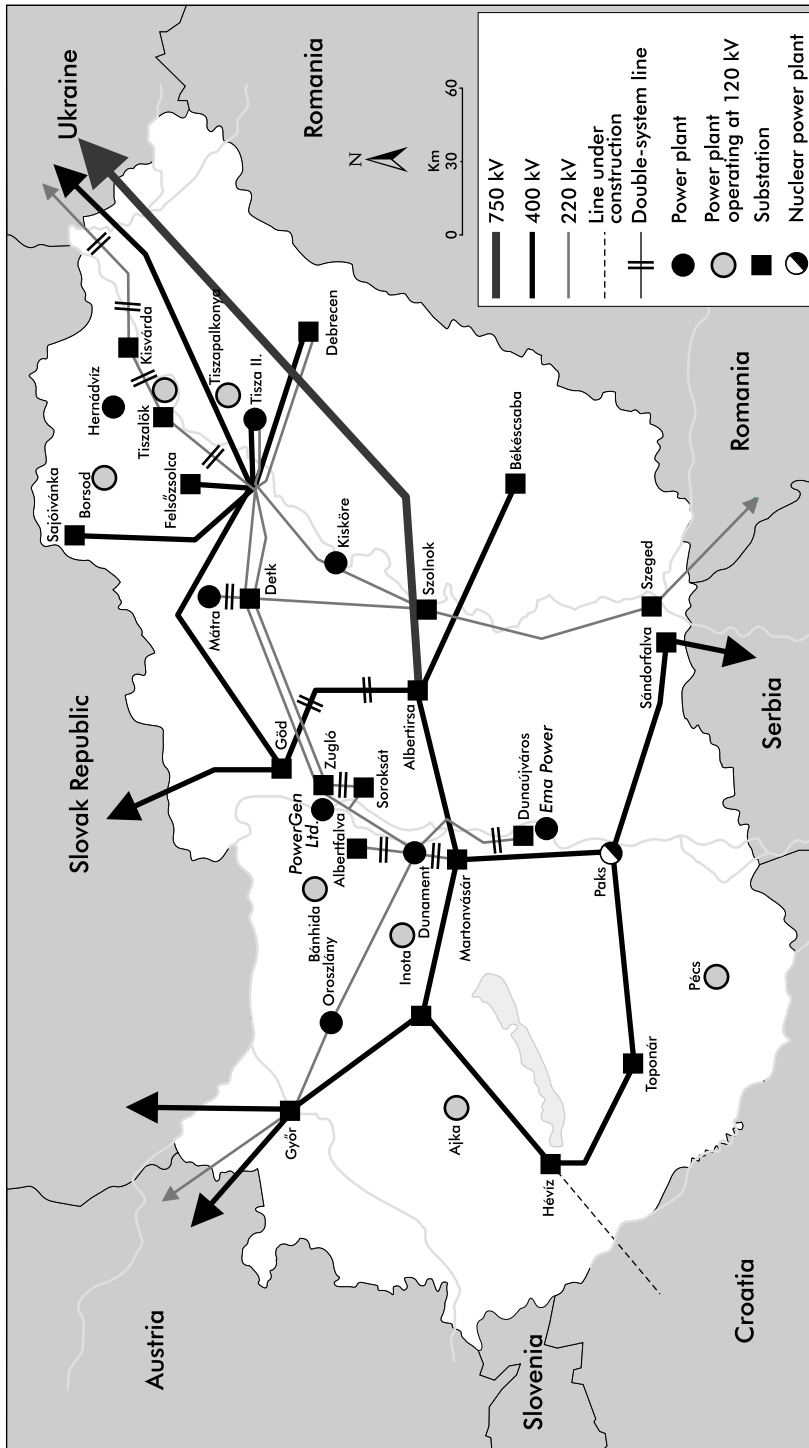 Ukraine
Romania
Slovak Republic
Austria
Slovenia
Croatia
Serbia
Romania
N
Km
0 30 60
Sajóivánka
Borsod
Hernádviz
Kisvárda
Tiszalök
Tiszapalkonya
Felsőzsolca
Tisza II.
Debrecen
Mátra
Detk
Kisköre
Göd
Zugló
PowerGen
Ltd.
Soroksát
Albertfalva
Albertirsa
Szolnok
Békéscsaba
Bánhida
Oroszlány
Győr
Inota
Dunament
Martonvásár
Dunaújváros
Ema Power
Ajka
Hévíz
Toponár
Paks
Pécs
Sándorfalva
Szeged
750 kV
400 kV
220 kV
Line under
construction
Double-system line
Power plant
Power plant
operating at 120 kV
Substation
Nuclear power plant